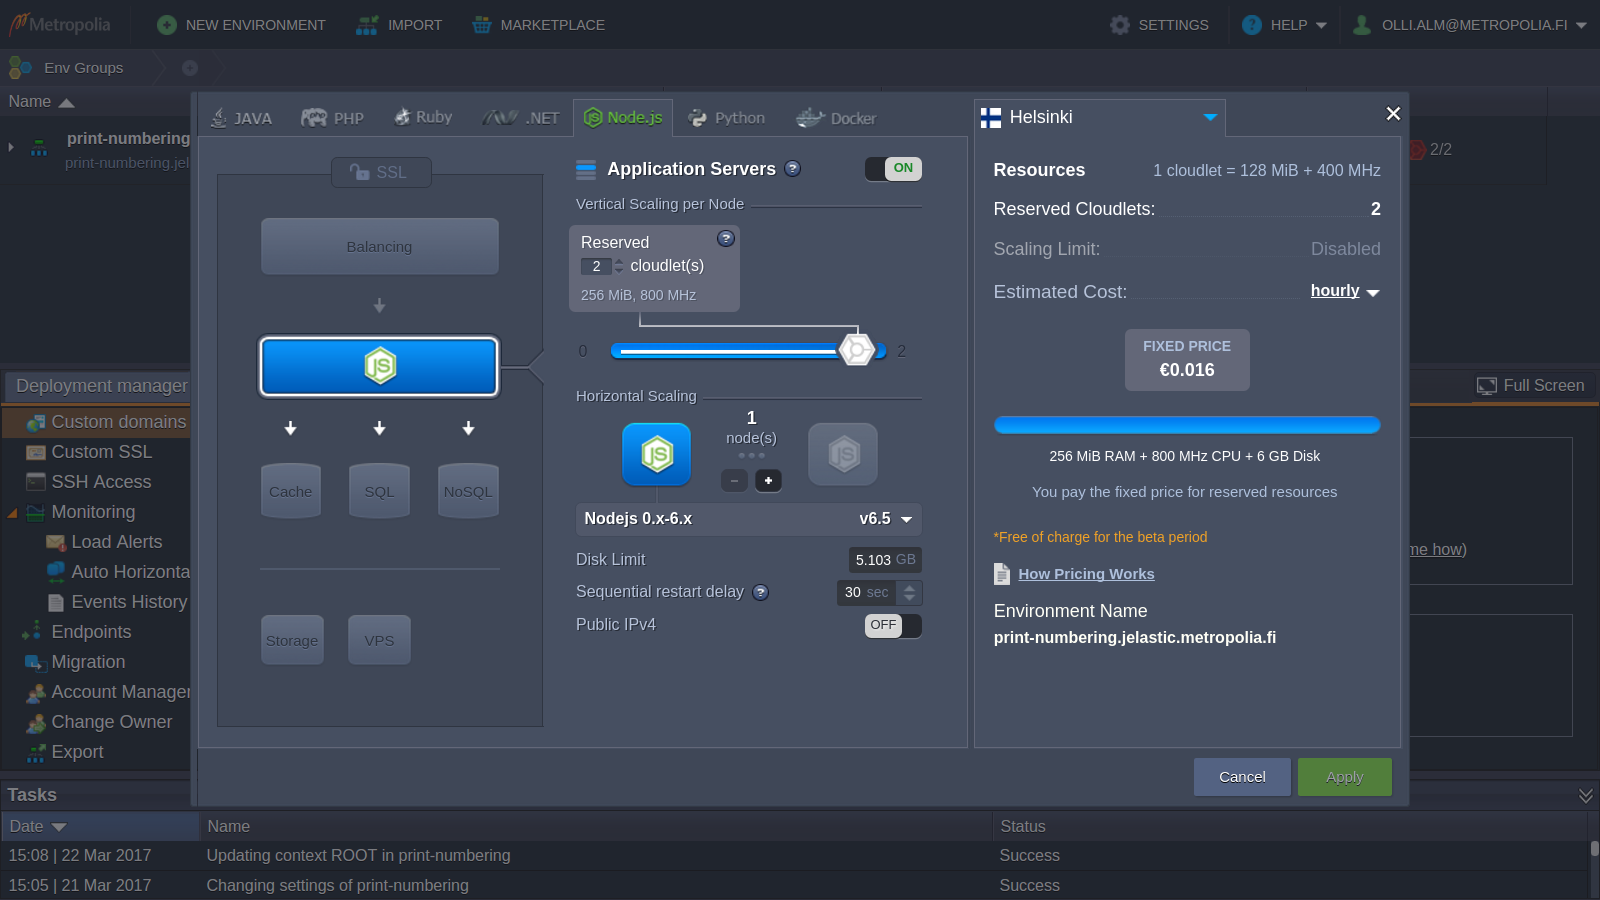 Metropolia
NEW ENVIRONMENT
IMPORT
MARKETPLACE
SETTINGS
HELP
OLLI.ALM@METROPOLIA.FI
Env Groups
Name
print-numbering
print-numbering.jel
2/2
JAVA
PHP
Ruby
.NET
Node.js
Python
Docker
Helsinki
SSL
Balancing
Cache
SQL
NoSQL
Storage
VPS
Application Servers
?
ON
Vertical Scaling per Node
Reserved
?
2 cloudlet(s)
256 MiB, 800 MHz
0
2
Horizontal Scaling
1
node(s)
Nodejs 0.x-6.x
v6.5
Disk Limit
5.103 GB
Sequential restart delay
?
30 sec
Public IPv4
OFF
Resources
1 cloudlet = 128 MiB + 400 MHz
Reserved Cloudlets:
2
Scaling Limit:
Disabled
Estimated Cost:
hourly
FIXED PRICE
€0.016
256 MiB RAM + 800 MHz CPU + 6 GB Disk
You pay the fixed price for reserved resources
*Free of charge for the beta period
How Pricing Works
Environment Name
print-numbering.jelastic.metropolia.fi
Cancel
Apply
Deployment manager
Full Screen
Custom domains
Custom SSL
SSH Access
Monitoring
Load Alerts
Auto Horizonta
Events History
Endpoints
Migration
Account Manager
Change Owner
Export
me how)
Tasks
Date
Name
Status
15:08 | 22 Mar 2017
Updating context ROOT in print-numbering
Success
15:05 | 21 Mar 2017
Changing settings of print-numbering
Success